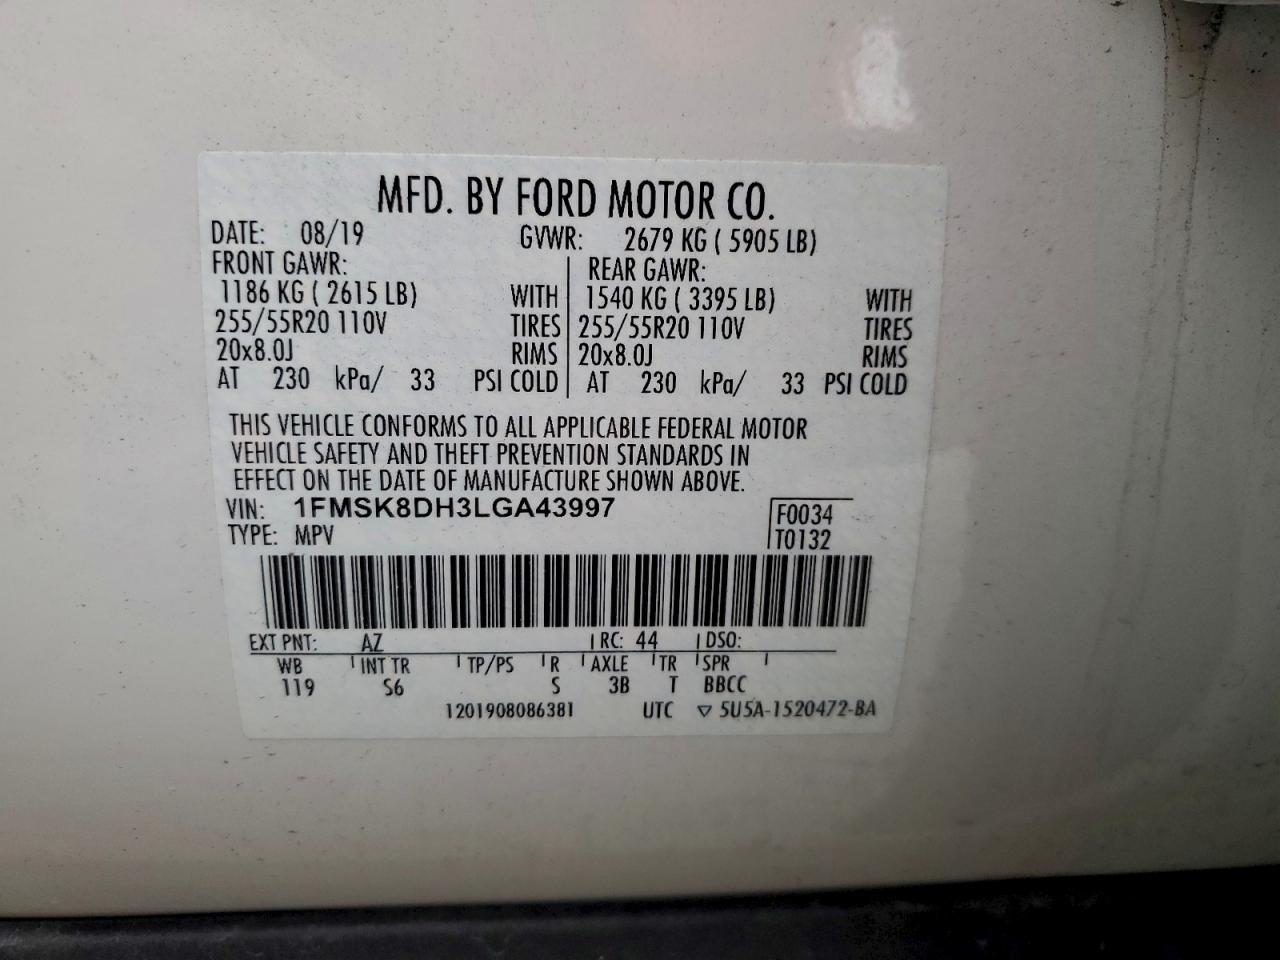 MFD. BY FORD MOTOR CO.
DATE: 08/19 GVWR: 2679 KG ( 5905 LB)
FRONT GAWR: REAR GAWR:
1186 KG ( 2615 LB) WITH 1540 KG ( 3395 LB) WITH
255/55R20 110V TIRES 255/55R20 110V TIRES
20x8.0J RIMS 20x8.0J RIMS
AT 230 kPa/ 33 PSI COLD AT 230 kPa/ 33 PSI COLD
THIS VEHICLE CONFORMS TO ALL APPLICABLE FEDERAL MOTOR
VEHICLE SAFETY AND THEFT PREVENTION STANDARDS IN
EFFECT ON THE DATE OF MANUFACTURE SHOWN ABOVE.
VIN: 1FMSK8DH3LGA43997 F0034
TYPE: MPV T0132
EXT PNT: AZ RC: 44 DSO:
WB INT TR TP/PS R AXLE TR SPR
119 S6 S 3B T BBCC
1201908086381 UTC ▽ 5U5A-1520472-BA